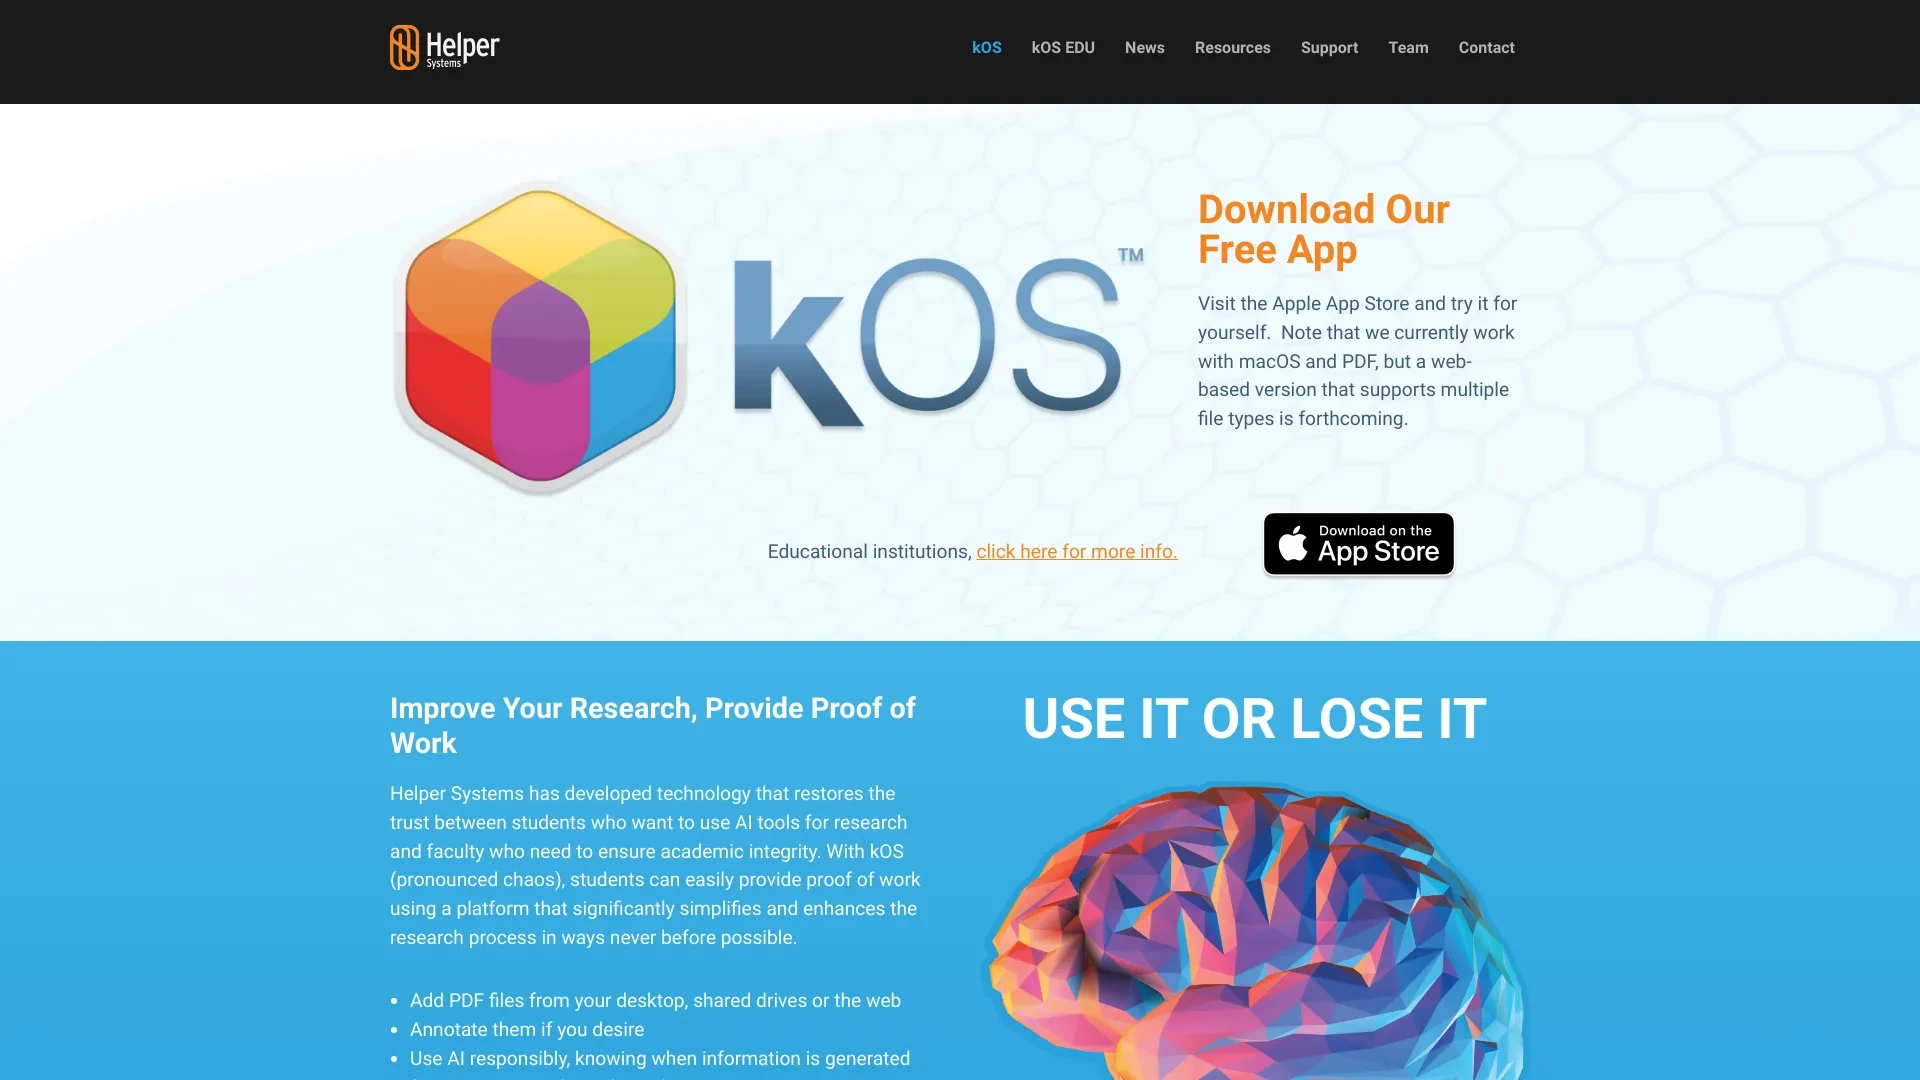 Helper
Systems
kOS
kOS EDU
News
Resources
Support
Team
Contact
kOS™
Download Our
Free App
Visit the Apple App Store and try it for
yourself.  Note that we currently work
with macOS and PDF, but a web-
based version that supports multiple
file types is forthcoming.
Educational institutions, click here for more info.
Download on the
App Store
Improve Your Research, Provide Proof of
Work
Helper Systems has developed technology that restores the
trust between students who want to use AI tools for research
and faculty who need to ensure academic integrity. With kOS
(pronounced chaos), students can easily provide proof of work
using a platform that significantly simplifies and enhances the
research process in ways never before possible.
• Add PDF files from your desktop, shared drives or the web
• Annotate them if you desire
• Use AI responsibly, knowing when information is generated
USE IT OR LOSE IT